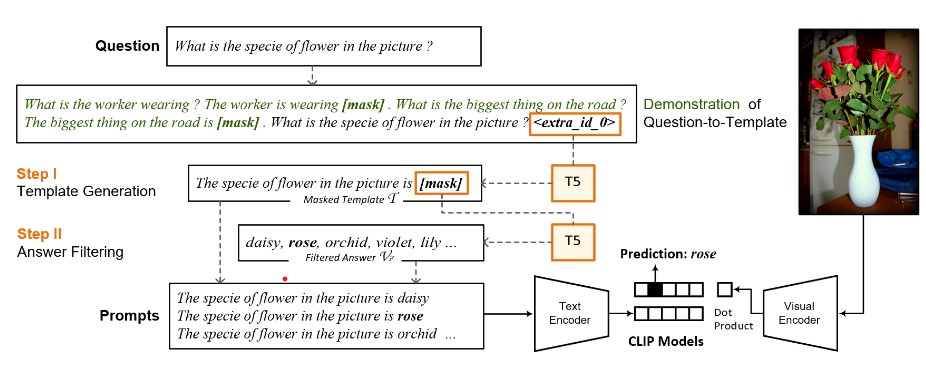 Question
What is the specie of flower in the picture ?
What is the worker wearing ? The worker is wearing [mask] . What is the biggest thing on the road ?
The biggest thing on the road is [mask] . What is the specie of flower in the picture ? <extra_id_0>
Demonstration of
Question-to-Template
Step I
Template Generation
The specie of flower in the picture is [mask]
Masked Template 𝒯
T5
Step II
Answer Filtering
daisy, rose, orchid, violet, lily ...
Filtered Answer 𝒱
T5
Prompts
The specie of flower in the picture is daisy
The specie of flower in the picture is rose
The specie of flower in the picture is orchid ...
Text
Encoder
Prediction: rose
Dot
Product
CLIP Models
Visual
Encoder